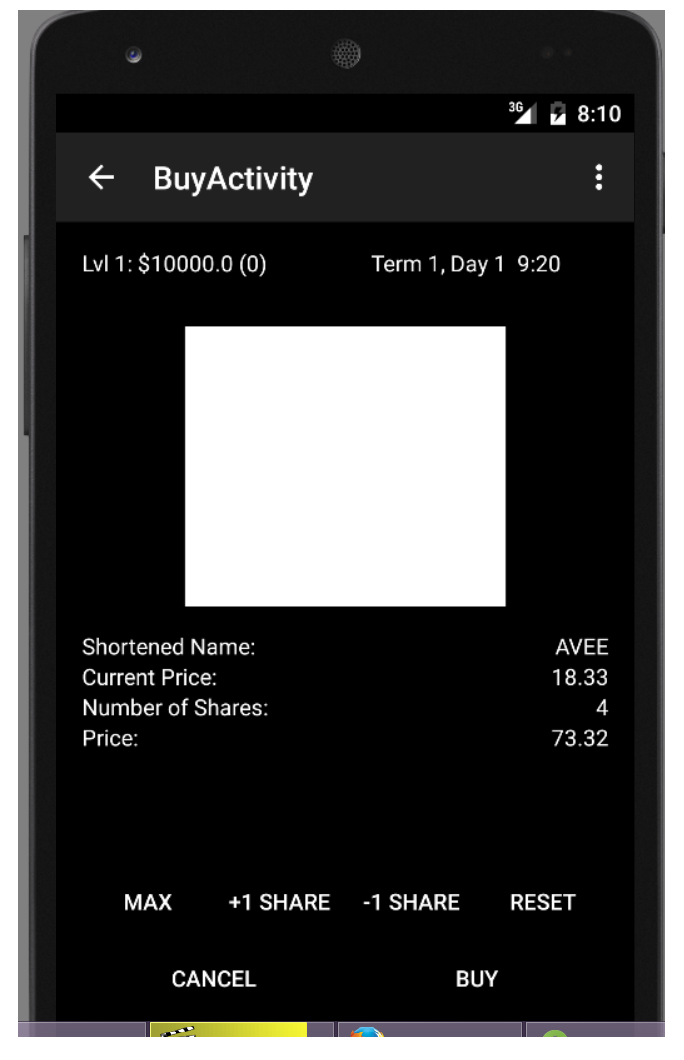 3G 8:10
BuyActivity
Lvl 1: $10000.0 (0) Term 1, Day 1 9:20
Shortened Name: AVEE
Current Price: 18.33
Number of Shares: 4
Price: 73.32
MAX +1 SHARE -1 SHARE RESET
CANCEL BUY